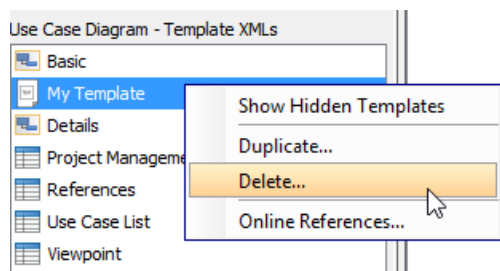 Use Case Diagram - Template XMLs
Basic
My Template
Show Hidden Templates
Details
Duplicate...
Project Manageme
Delete...
References
Use Case List
Online References...
Viewpoint